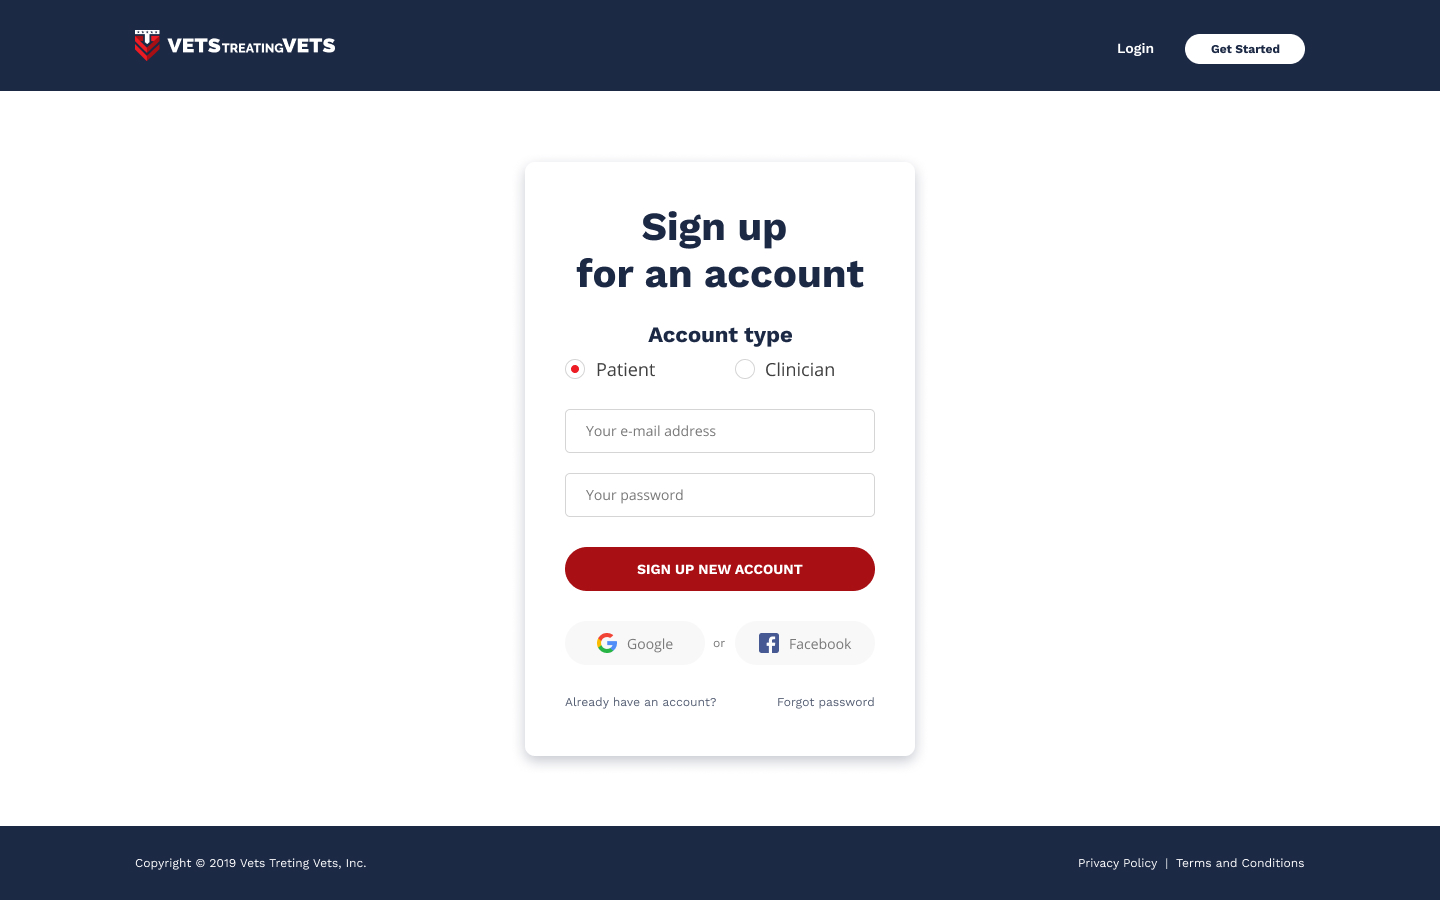 VETSTREATINGVETS
Login
Get Started
Sign up
for an account
Account type
Patient
Clinician
Your e-mail address
Your password
SIGN UP NEW ACCOUNT
Google
or
Facebook
Already have an account?
Forgot password
Copyright © 2019 Vets Treting Vets, Inc.
Privacy Policy | Terms and Conditions